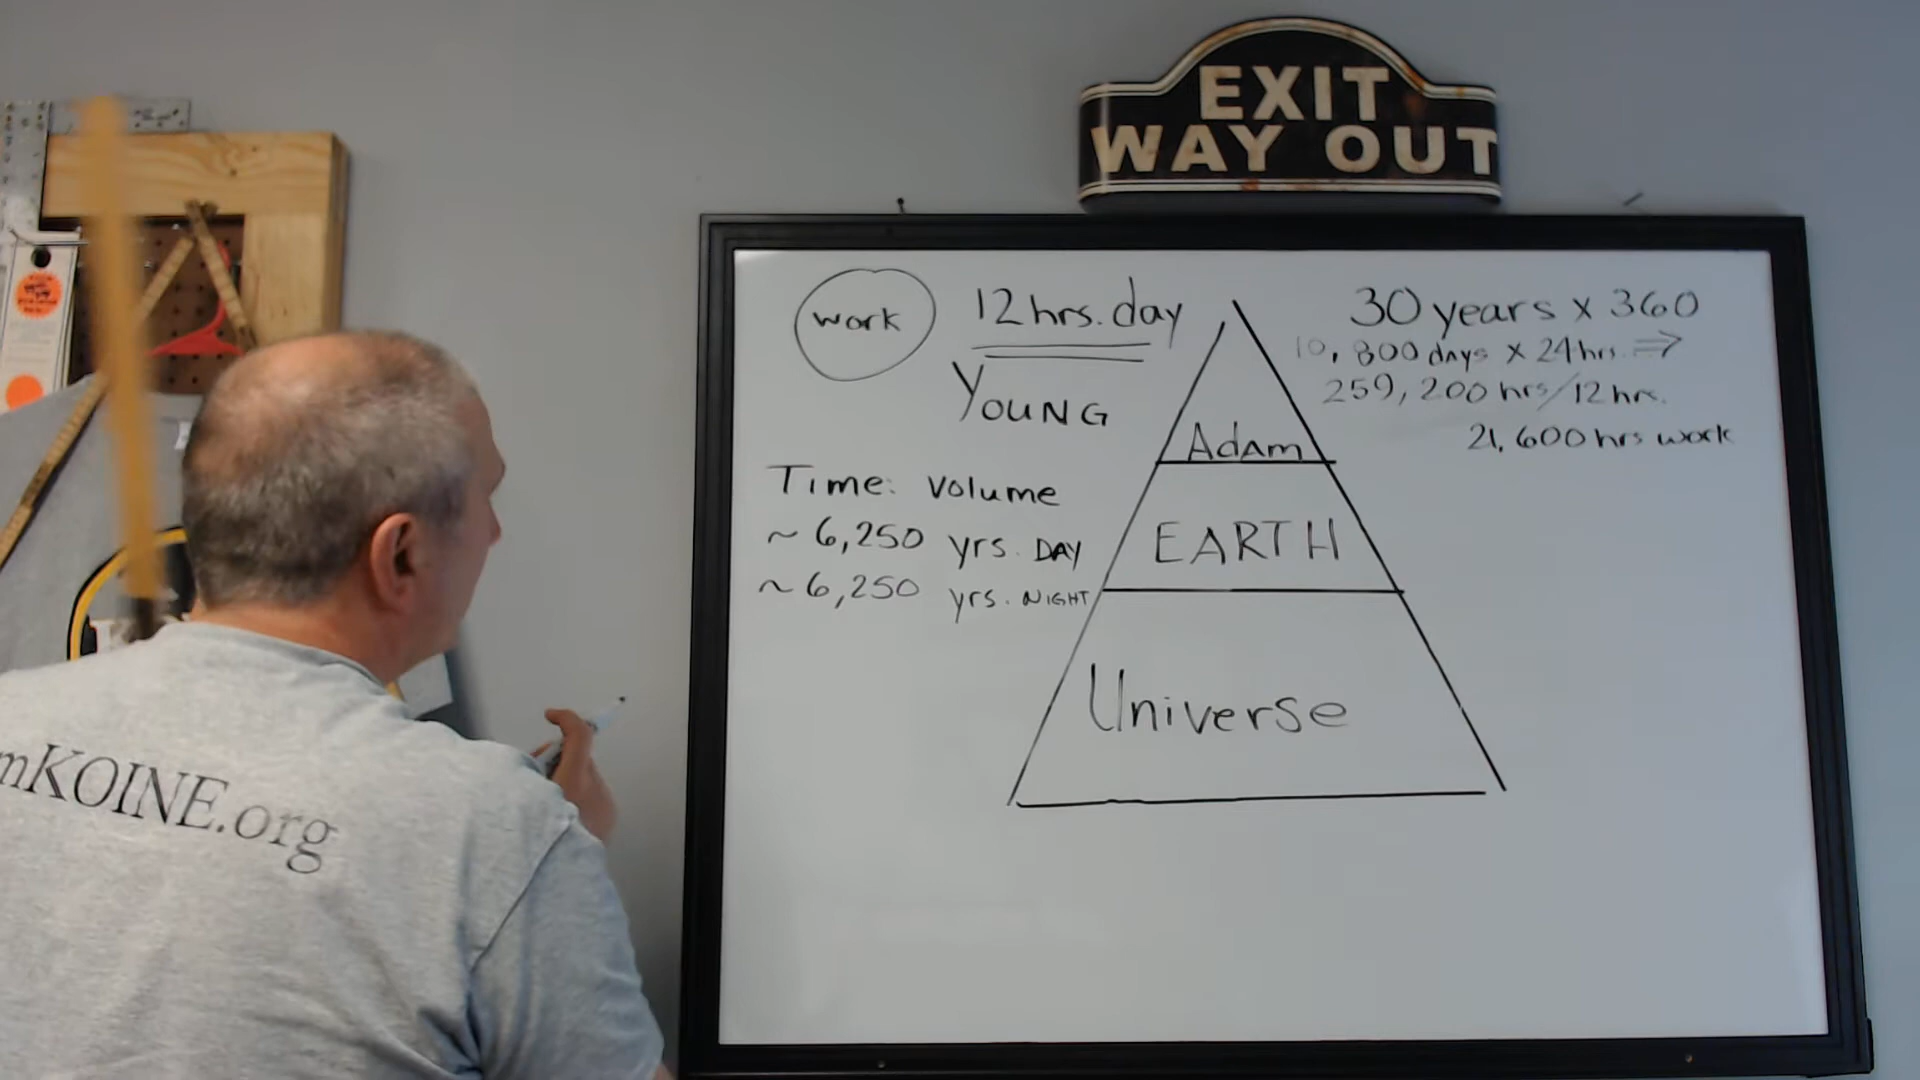 EXIT
WAY OUT
work
12 hrs. day
YOUNG
Time: Volume
~ 6,250 yrs. DAY
~ 6,250 yrs. NIGHT
Adam
EARTH
Universe
30 years x 360
10,800 days x 24 hrs. ⇒
259,200 hrs/12 hr.
21,600 hrs work
mKOINE.org